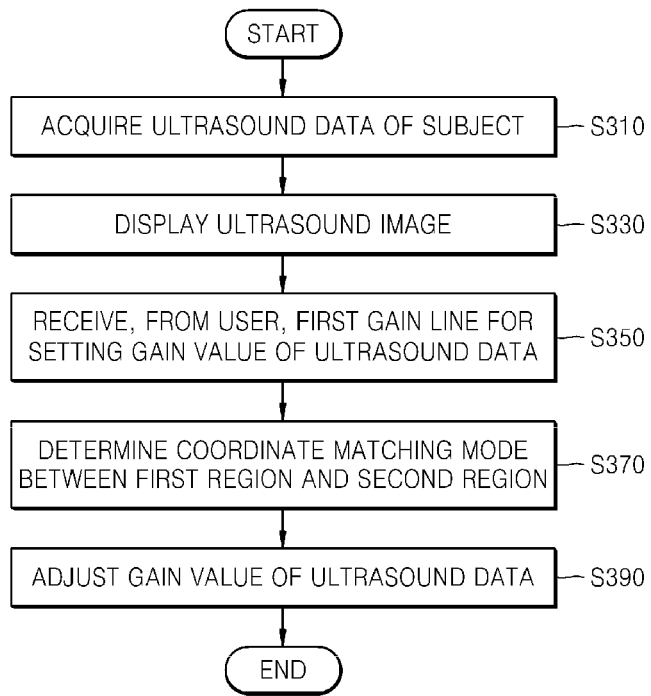 START
ACQUIRE ULTRASOUND DATA OF SUBJECT
S310
DISPLAY ULTRASOUND IMAGE
S330
RECEIVE, FROM USER, FIRST GAIN LINE FOR
SETTING GAIN VALUE OF ULTRASOUND DATA
S350
DETERMINE COORDINATE MATCHING MODE
BETWEEN FIRST REGION AND SECOND REGION
S370
ADJUST GAIN VALUE OF ULTRASOUND DATA
S390
END